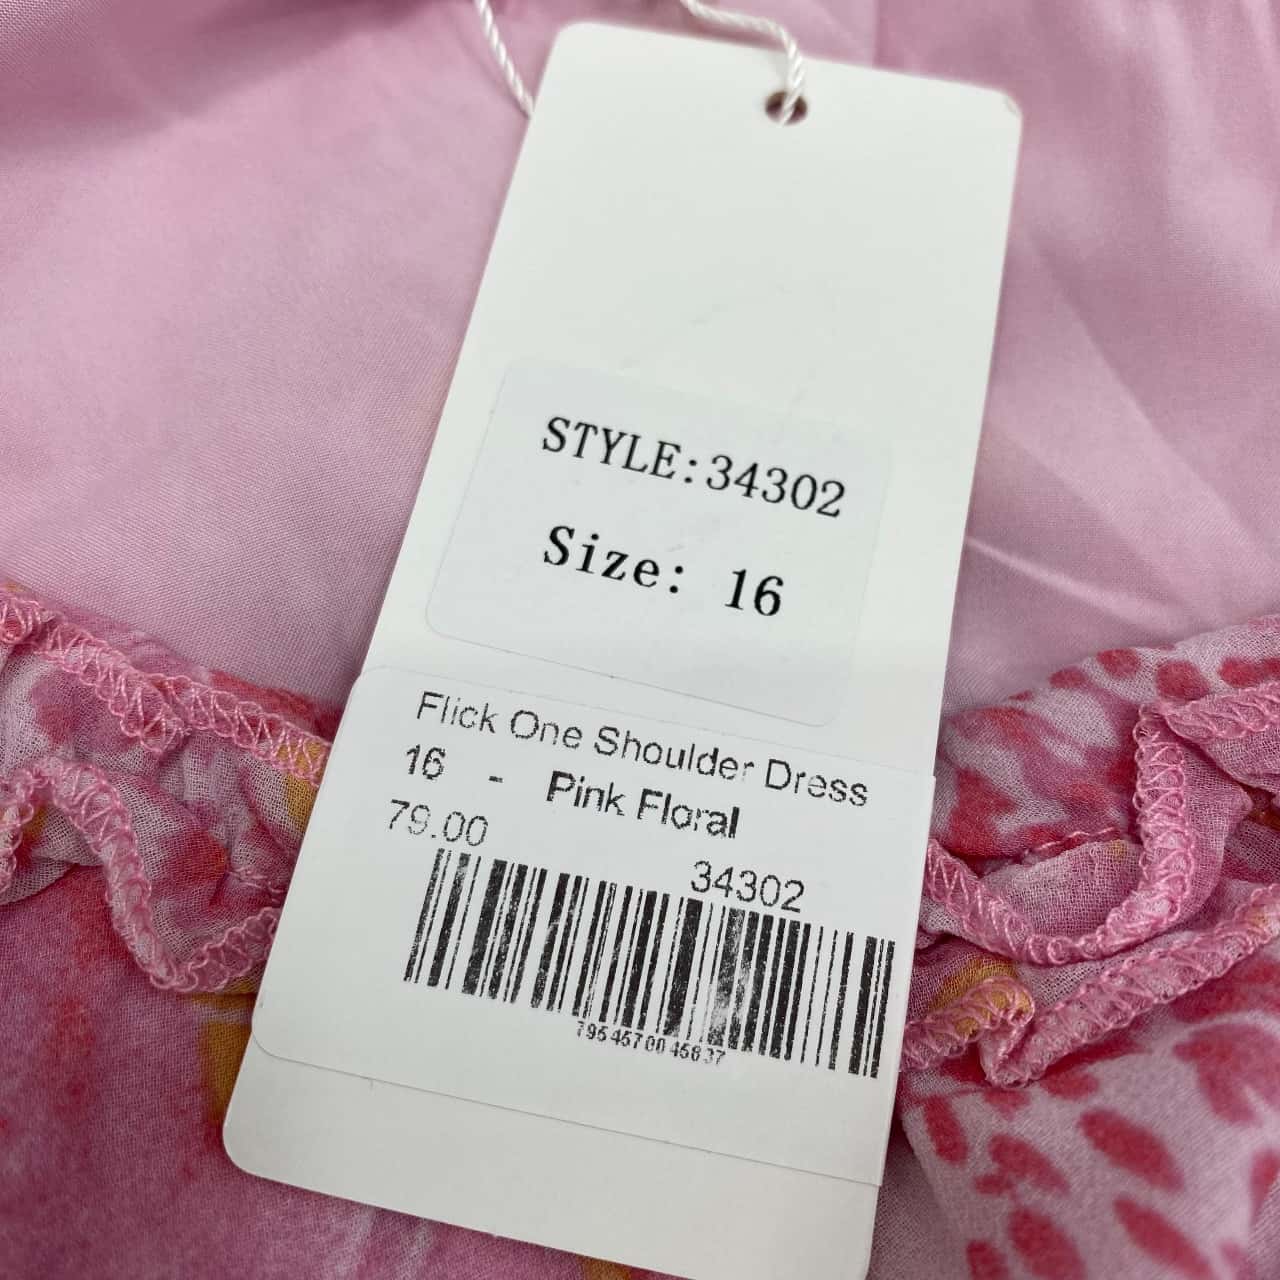 STYLE:34302
Size: 16
Flick One Shoulder Dress
16 - Pink Floral
79.00
34302